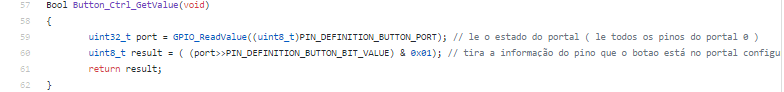 57 Bool Button_Ctrl_GetValue(void)
58 {
59 uint32_t port = GPIO_ReadValue((uint8_t)PIN_DEFINITION_BUTTON_PORT); // le o estado do portal ( le todos os pinos do portal 0 )
60 uint8_t result = ( (port>>PIN_DEFINITION_BUTTON_BIT_VALUE) & 0x01); // tira a informação do pino que o botao está no portal configu
61 return result;
62 }